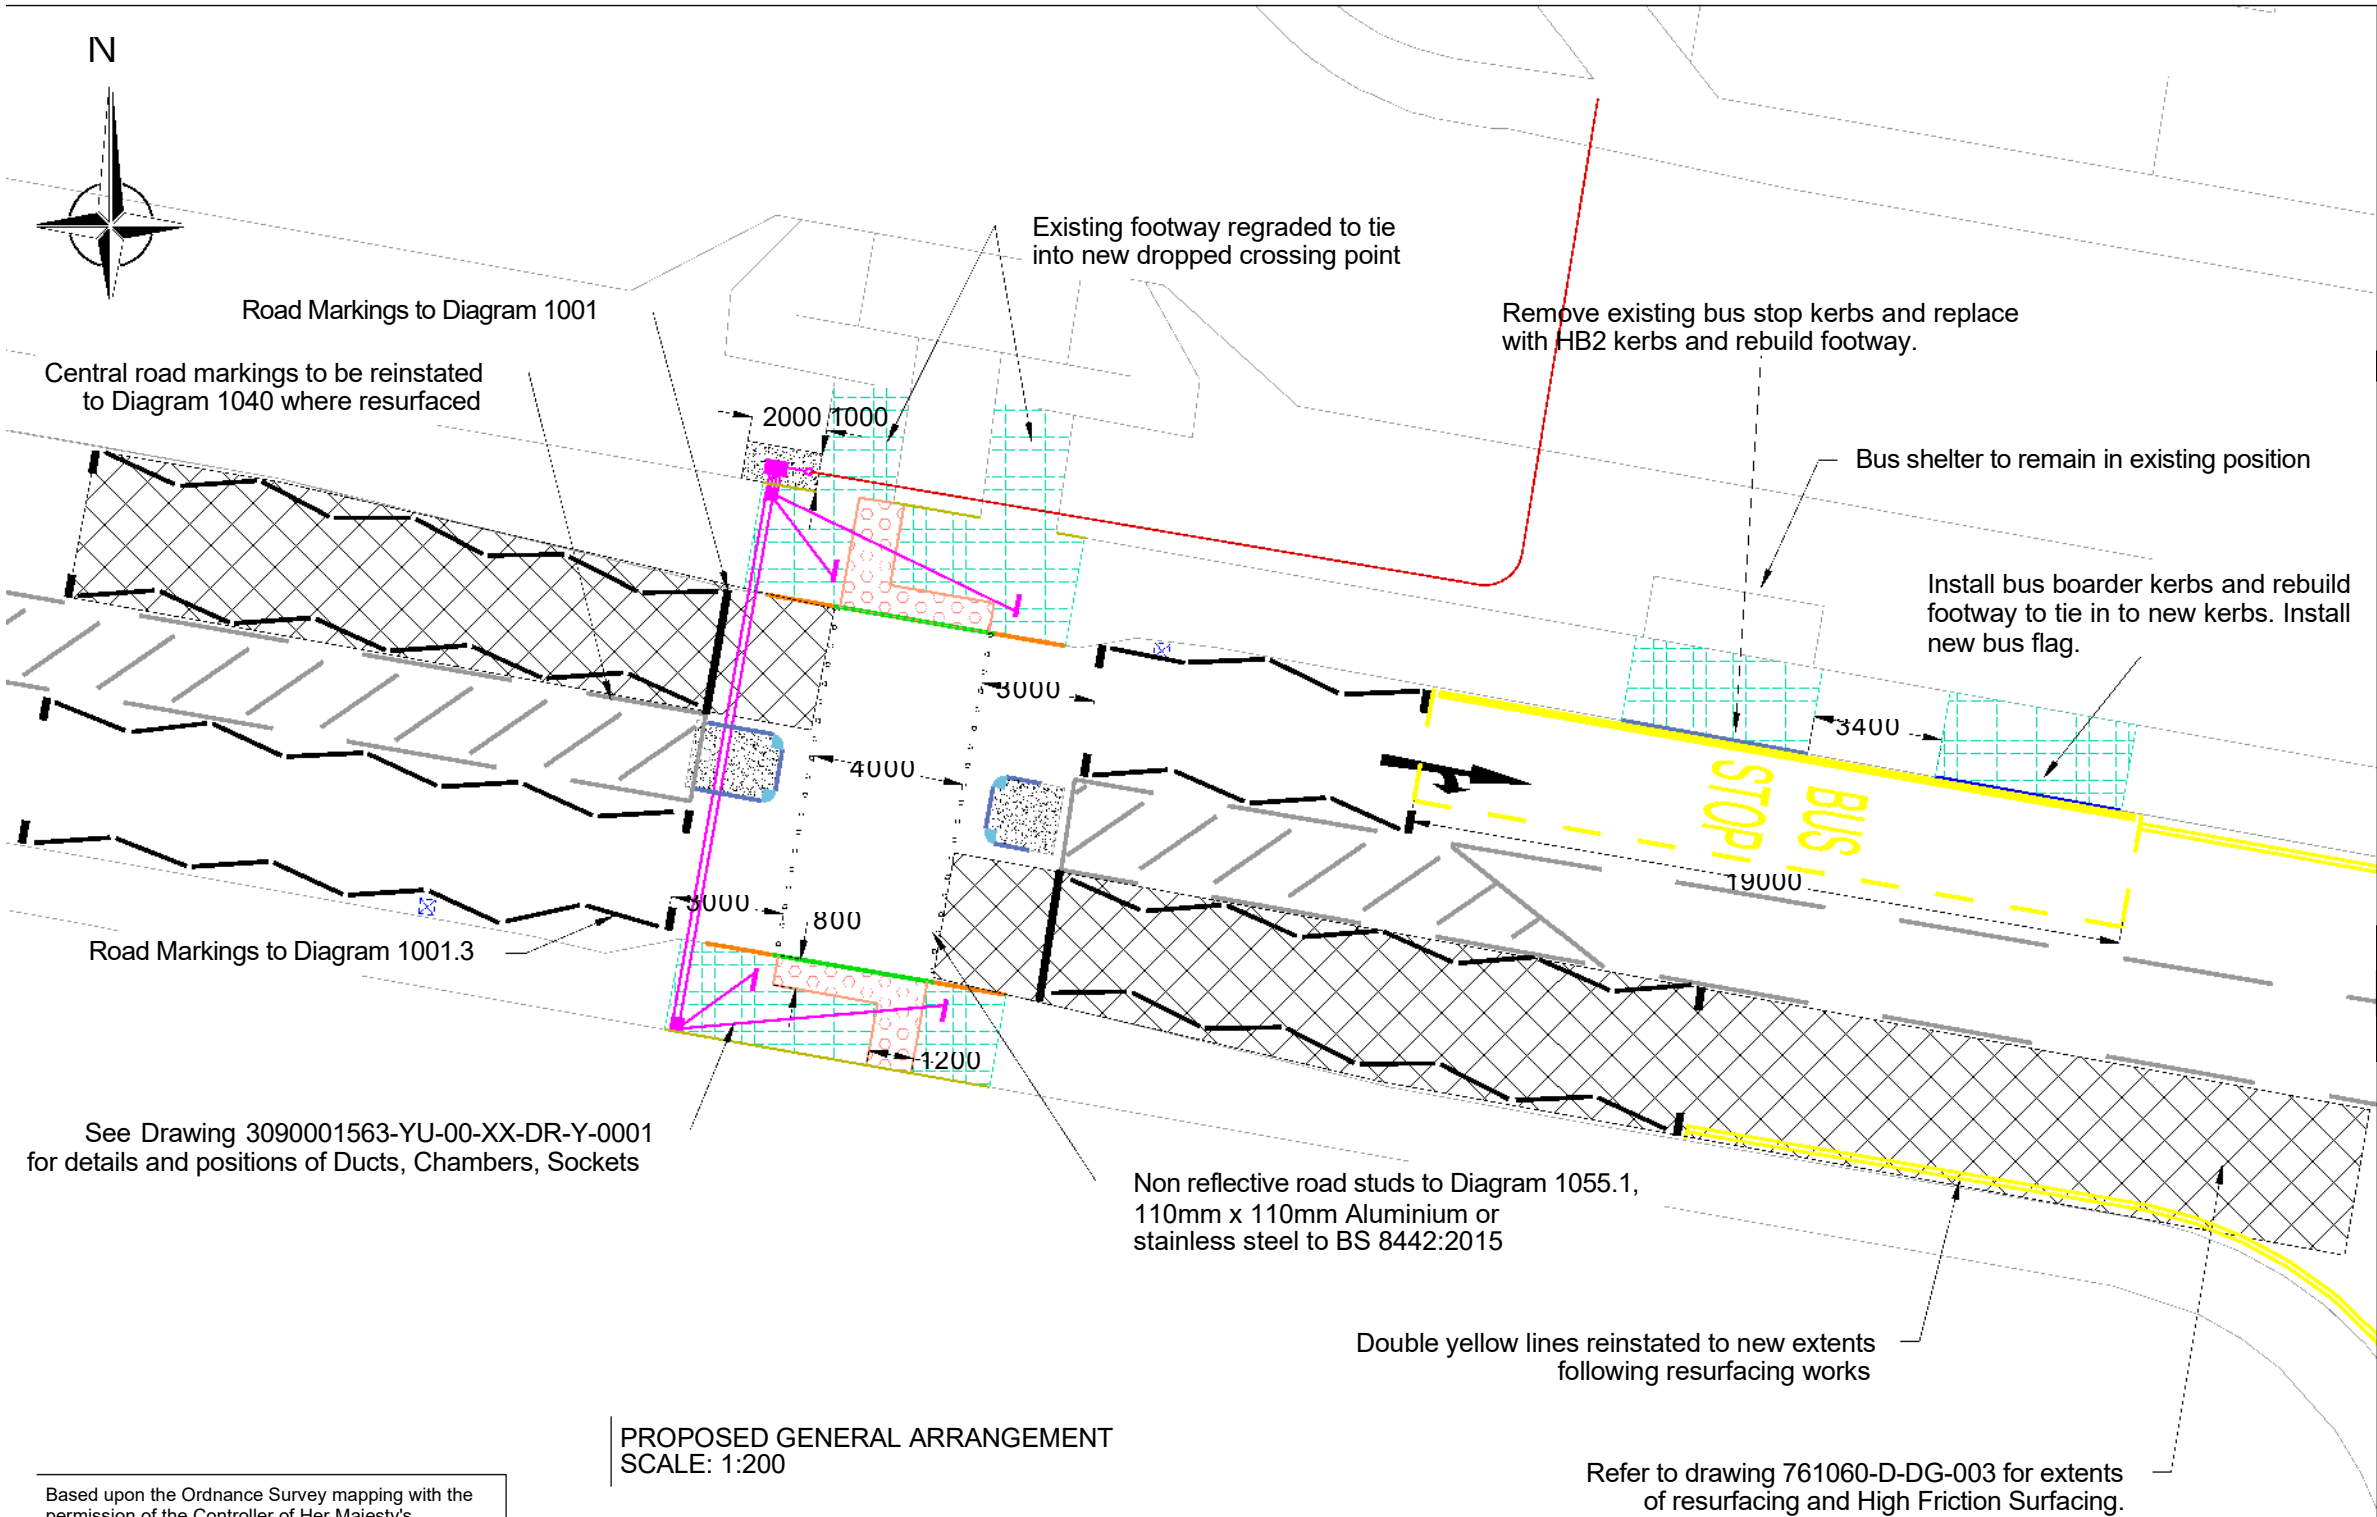 N
Existing footway regraded to tie
into new dropped crossing point
Road Markings to Diagram 1001
Remove existing bus stop kerbs and replace
with HB2 kerbs and rebuild footway.
Central road markings to be reinstated
to Diagram 1040 where resurfaced
2000
1000
Bus shelter to remain in existing position
Install bus boarder kerbs and rebuild
footway to tie in to new kerbs. Install
new bus flag.
3000
3400
4000
BUS
STOP
19000
3000
800
Road Markings to Diagram 1001.3
1200
See Drawing 3090001563-YU-00-XX-DR-Y-0001
for details and positions of Ducts, Chambers, Sockets
Non reflective road studs to Diagram 1055.1,
110mm x 110mm Aluminium or
stainless steel to BS 8442:2015
Double yellow lines reinstated to new extents
following resurfacing works
PROPOSED GENERAL ARRANGEMENT
SCALE: 1:200
Refer to drawing 761060-D-DG-003 for extents
of resurfacing and High Friction Surfacing.
Based upon the Ordnance Survey mapping with the
permission of the Controller of Her Majesty's